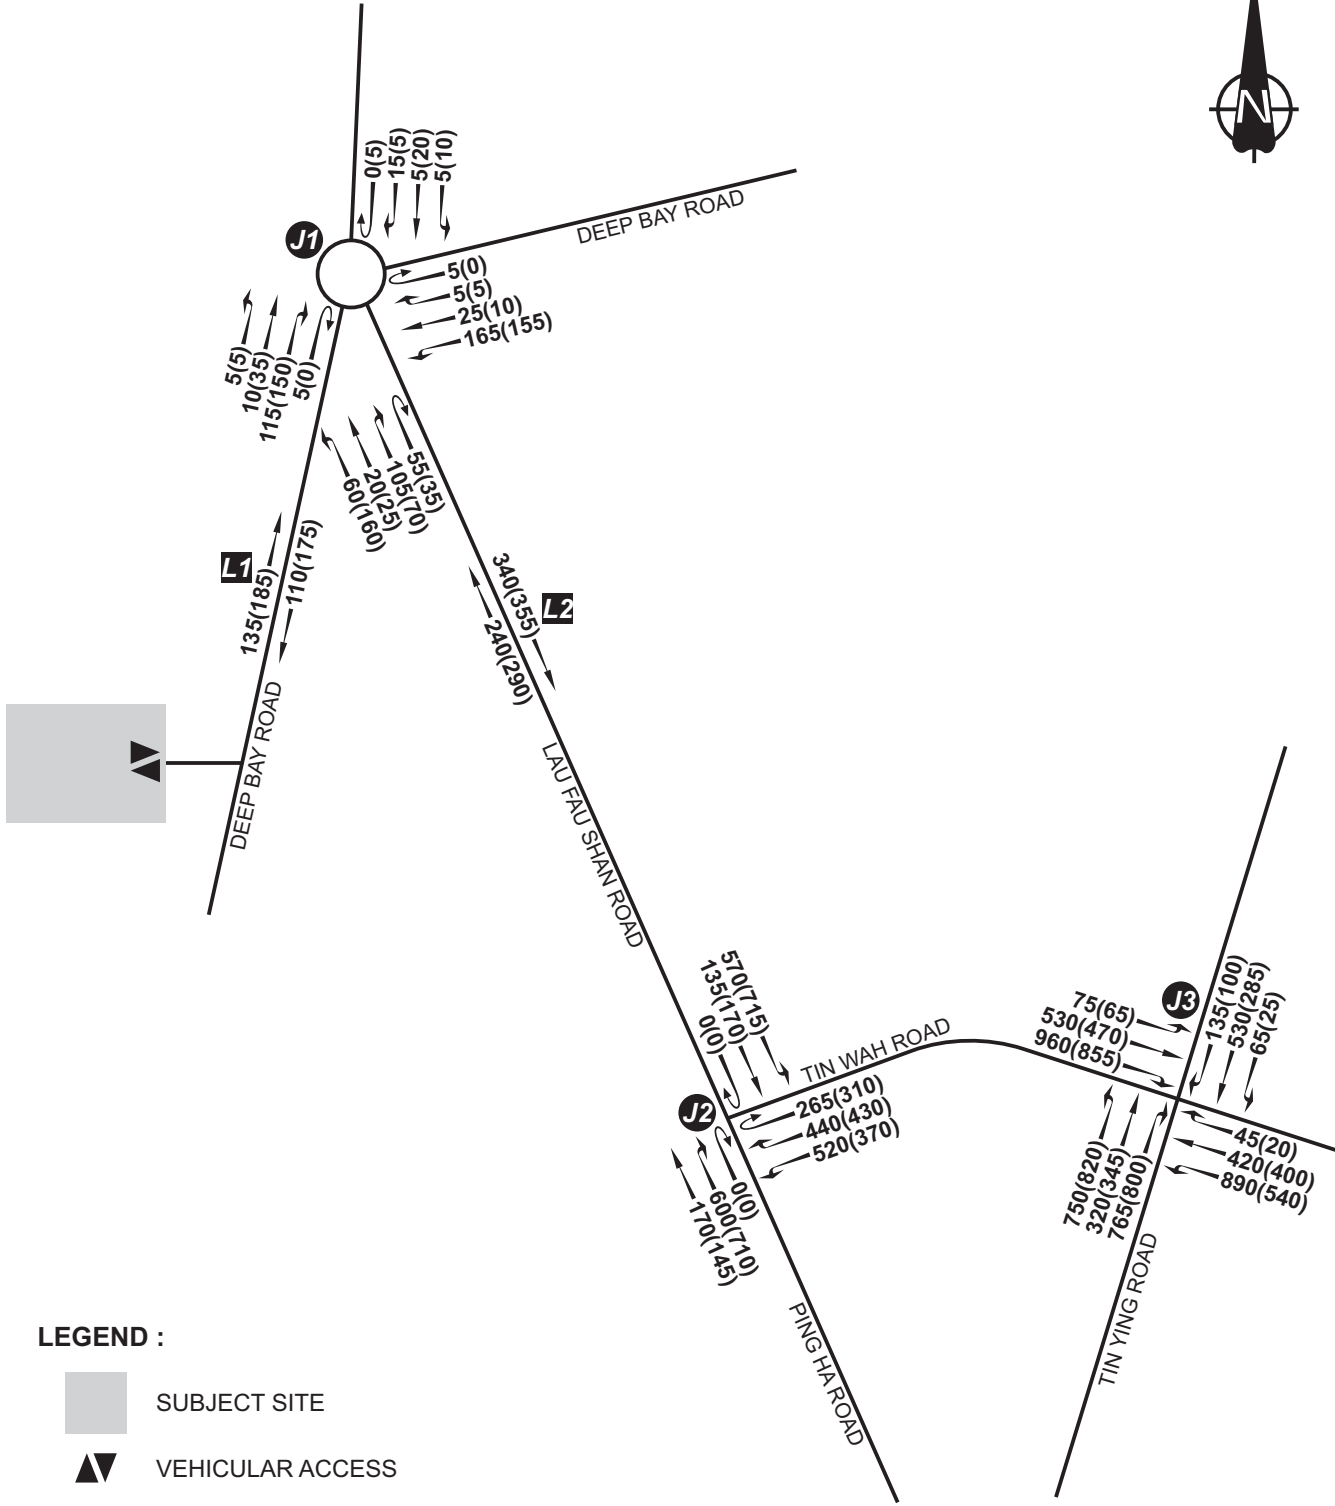 N
0(5)
15(5)
5(20)
5(10)
DEEP BAY ROAD
J1
5(0)
5(5)
25(10)
165(155)
5(5)
10(35)
115(150)
5(0)
55(35)
105(70)
20(25)
60(160)
L1
135(185)
110(175)
340(355)
240(290)
L2
DEEP BAY ROAD
LAU FAU SHAN ROAD
570(715)
135(170)
0(0)
TIN WAH ROAD
J2
265(310)
440(430)
520(370)
0(0)
600(710)
170(145)
75(65)
530(470)
960(855)
J3
135(100)
530(285)
65(25)
45(20)
420(400)
890(540)
750(820)
320(345)
765(800)
TIN YING ROAD
PING HA ROAD
LEGEND :
SUBJECT SITE
VEHICULAR ACCESS